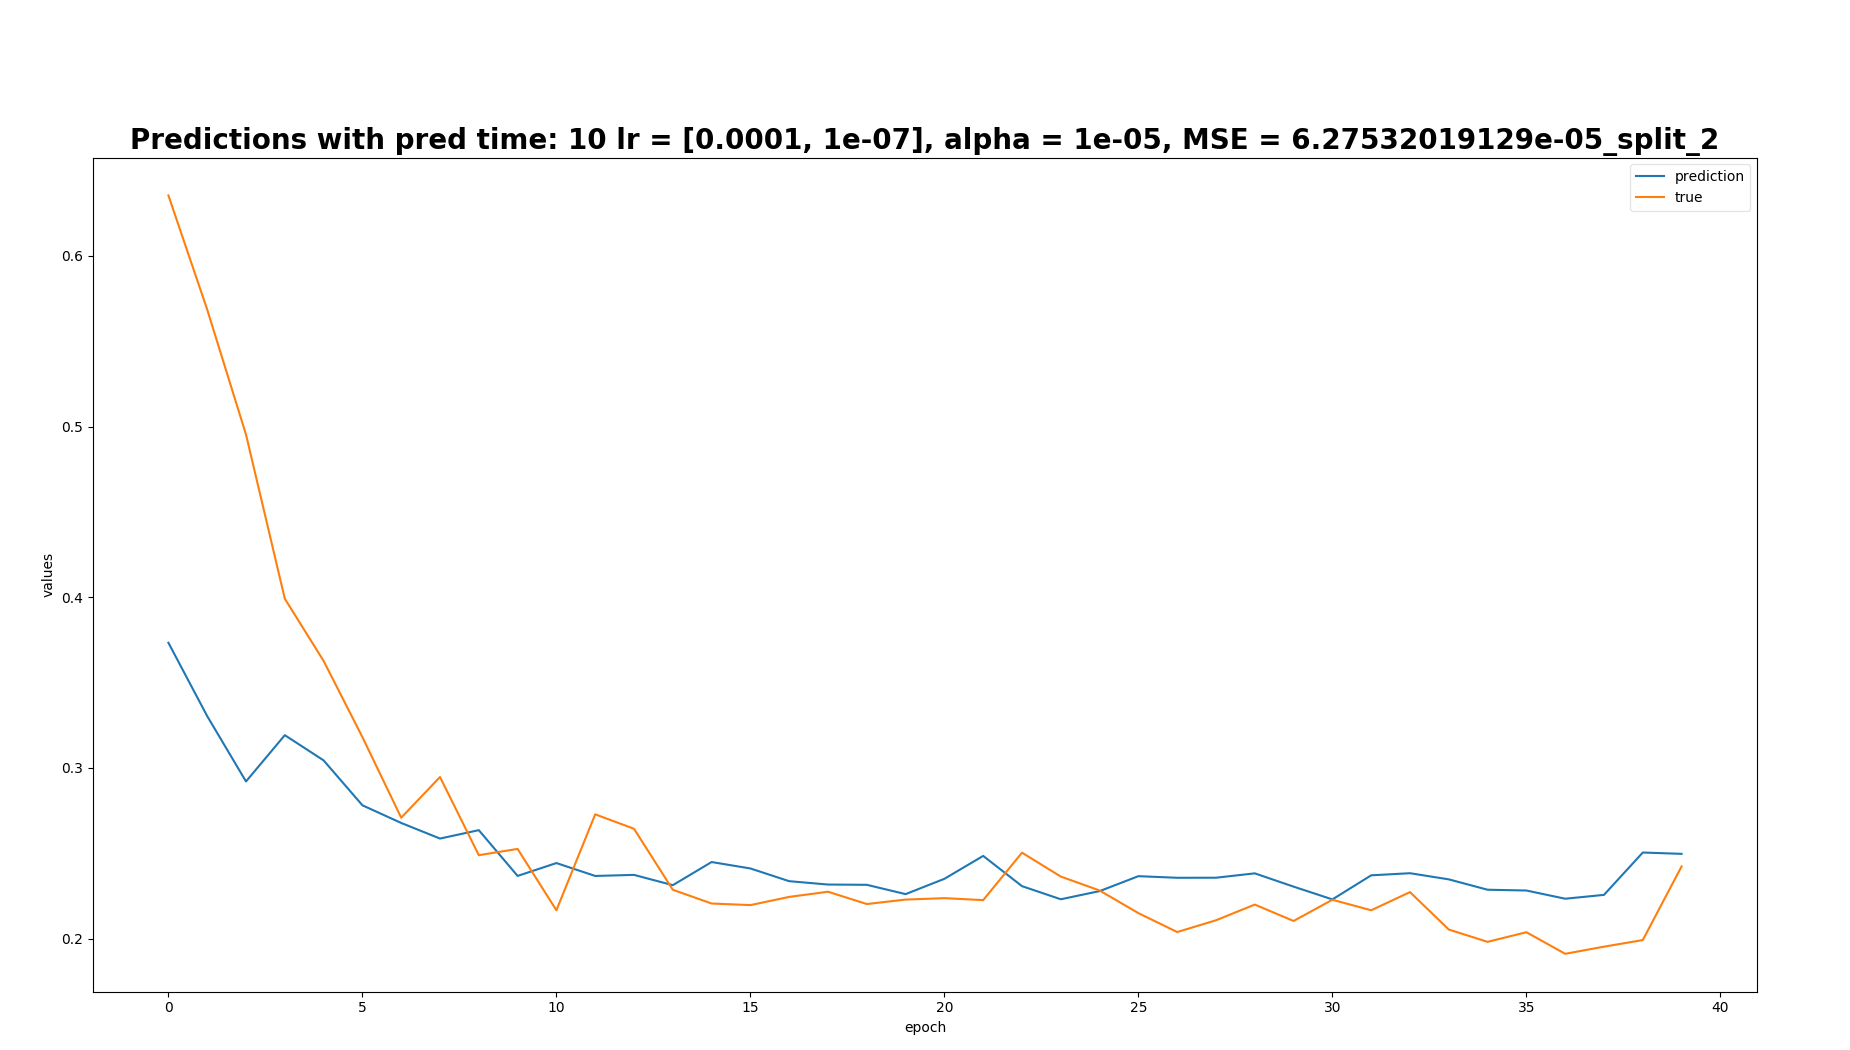 Predictions with pred time: 10 lr = [0.0001, 1e-07], alpha = 1e-05, MSE = 6.27532019129e-05_split_2
prediction
true
0.6
0.5
0.4
0.3
0.2
values
0 5 10 15 20 25 30 35 40
epoch